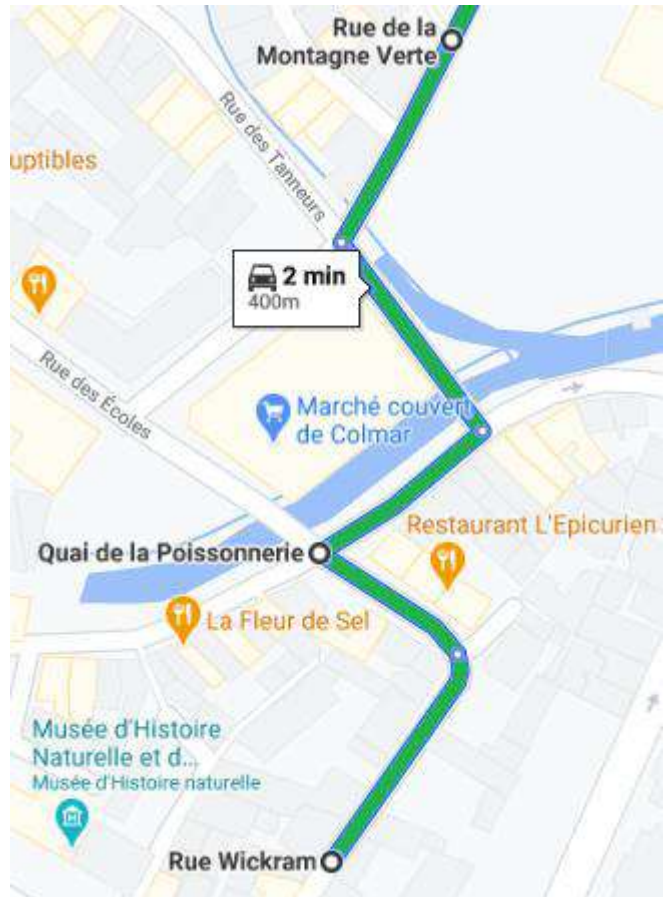 Rue de la
Montagne Verte
Rue des Tanneurs
uptibles
2 min
400m
Rue des Écoles
Marché couvert
de Colmar
Restaurant L'Epicurien
Quai de la Poissonnerie
La Fleur de Sel
Musée d'Histoire
Naturelle et d...
Musée d'Histoire naturelle
Rue Wickram